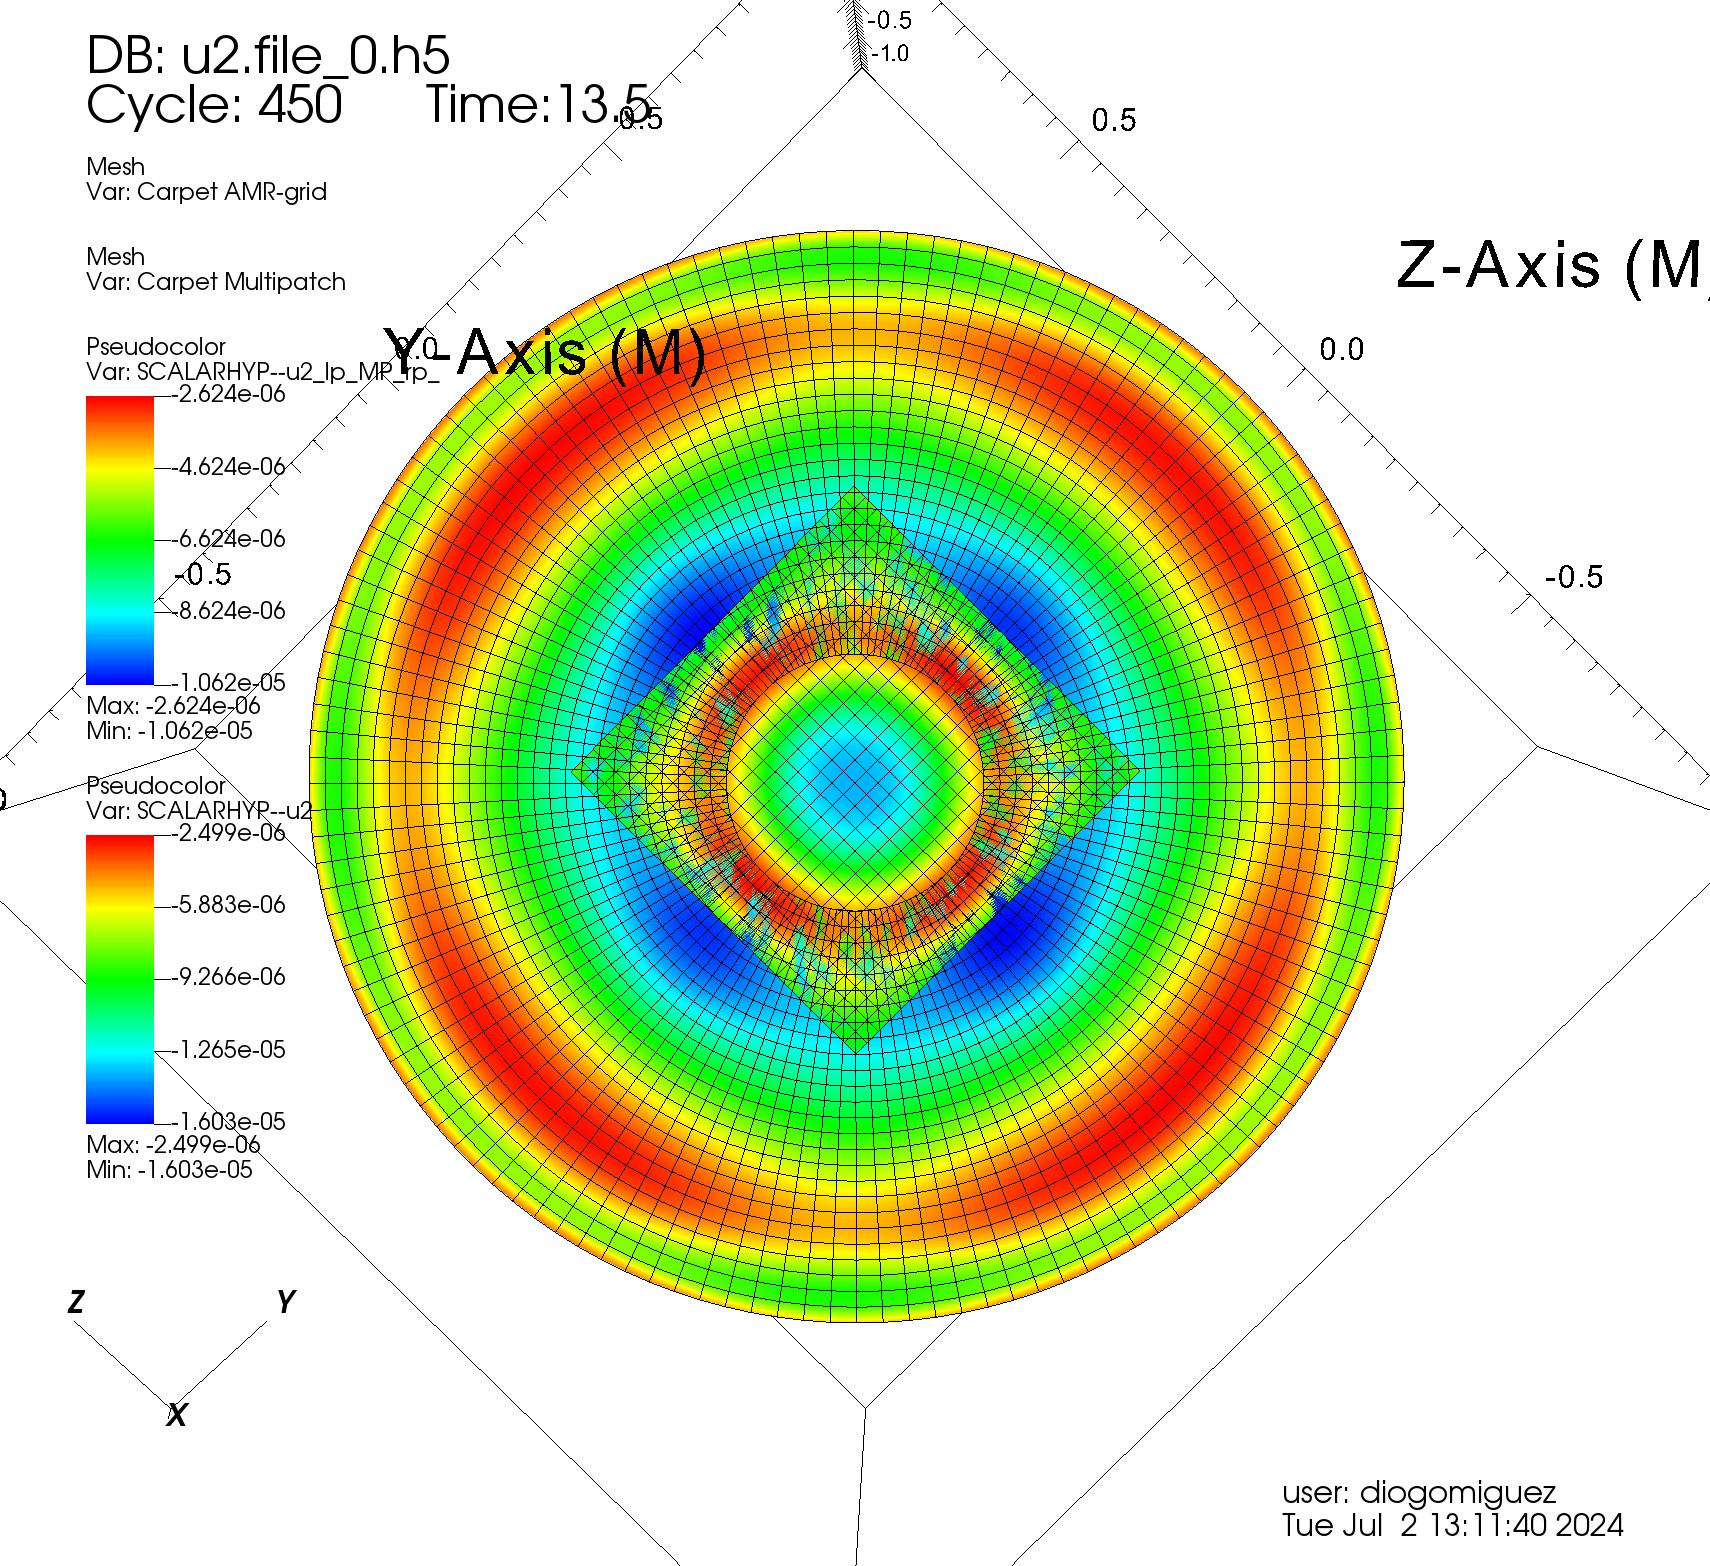 DB: u2.file_0.h5
Cycle: 450 Time:13.5
Mesh
Var: Carpet AMR-grid
Mesh
Var: Carpet Multipatch
Pseudocolor
Var: SCALARHYP--u2_lp_MP_rp_
-2.624e-06
-4.624e-06
-6.624e-06
-8.624e-06
-1.062e-05
Max: -2.624e-06
Min: -1.062e-05
Pseudocolor
Var: SCALARHYP--u2
-2.499e-06
-5.883e-06
-9.266e-06
-1.265e-05
-1.603e-05
Max: -2.499e-06
Min: -1.603e-05
-0.5
-1.0
0.5
0.0
-0.5
Y-Axis (M)
0.5
0.0
-0.5
Z-Axis (M
Z
Y
X
user: diogomiguez
Tue Jul 2 13:11:40 2024